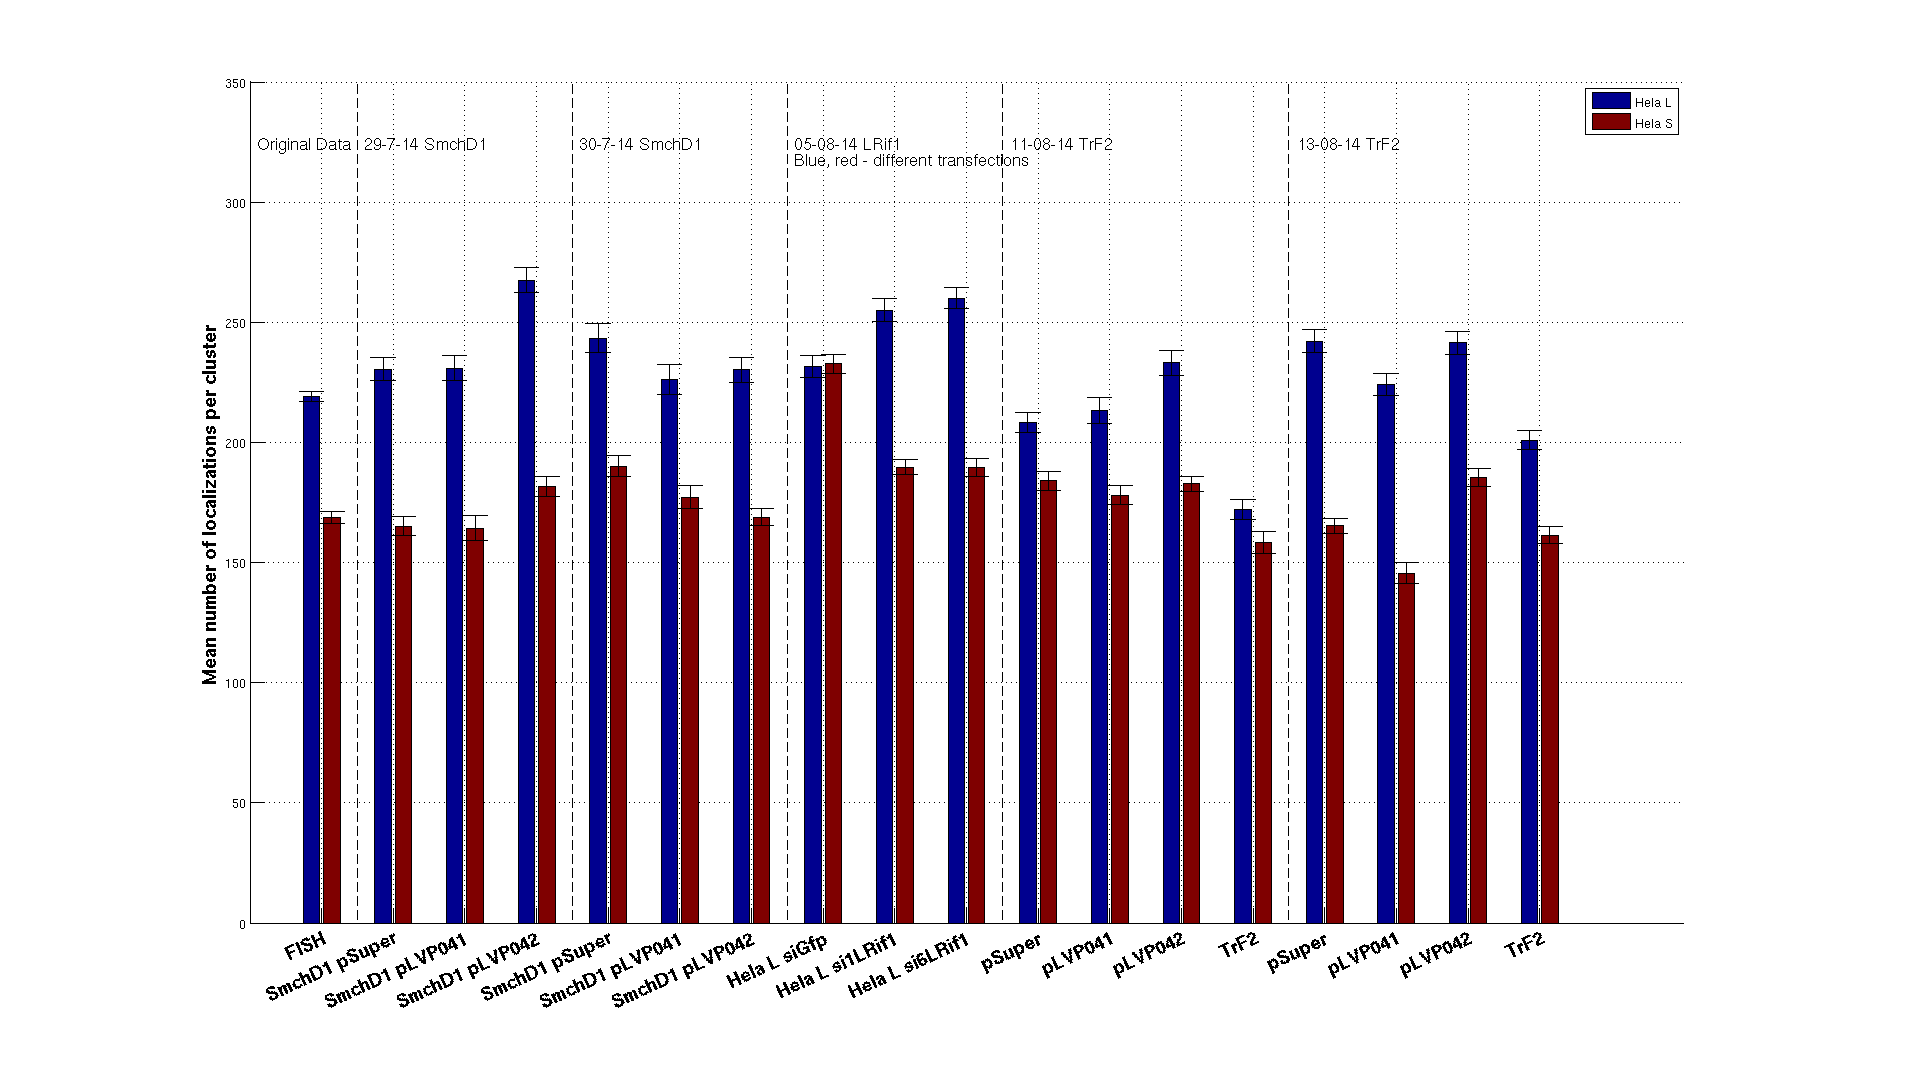 350
300
250
200
150
100
50
0
Mean number of localizations per cluster
Hela L
Hela S
Original Data
29-7-14 SmchD1
30-7-14 SmchD1
05-08-14 LRif1
Blue, red - different transfections
11-08-14 TrF2
13-08-14 TrF2
FISH
SmchD1 pSuper
SmchD1 pLVP041
SmchD1 pLVP042
SmchD1 pSuper
SmchD1 pLVP041
SmchD1 pLVP042
Hela L siGfp
Hela L si1LRif1
Hela L si6LRif1
pSuper
pLVP041
pLVP042
TrF2
pSuper
pLVP041
pLVP042
TrF2